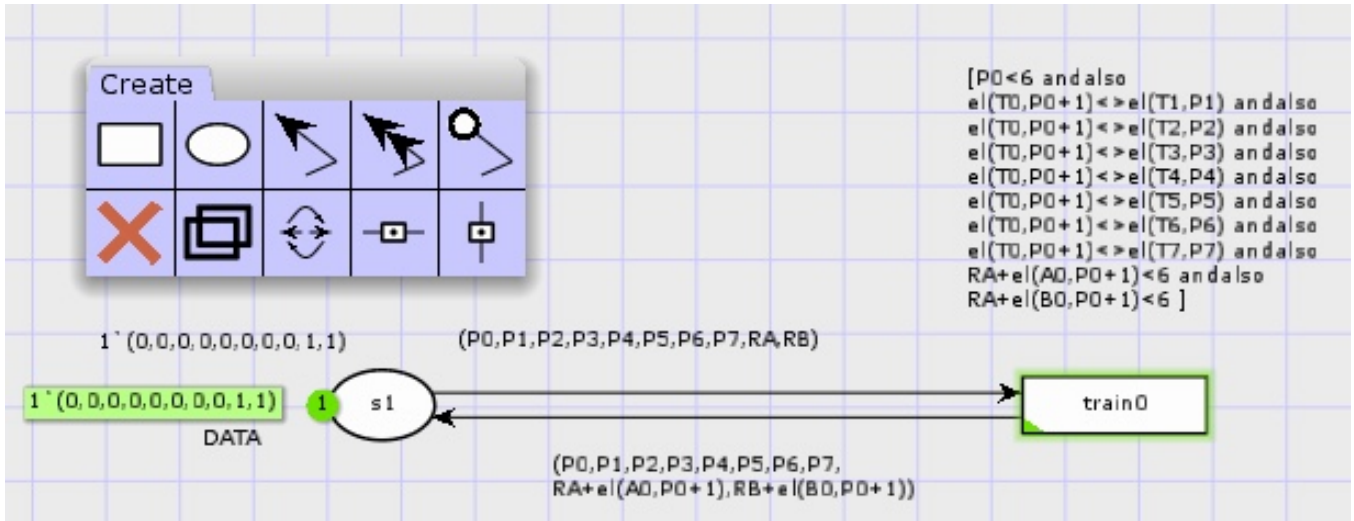 Create
[P0<6 andalso
el(T0,P0+1)<>el(T1,P1) andalso
el(T0,P0+1)<>el(T2,P2) andalso
el(T0,P0+1)<>el(T3,P3) andalso
el(T0,P0+1)<>el(T4,P4) andalso
el(T0,P0+1)<>el(T5,P5) andalso
el(T0,P0+1)<>el(T6,P6) andalso
el(T0,P0+1)<>el(T7,P7) andalso
RA+el(A0,P0+1)<6 andalso
RA+el(B0,P0+1)<6 ]
1`(0,0,0,0,0,0,0,0,1,1)
(P0,P1,P2,P3,P4,P5,P6,P7,RA,RB)
1`(0,0,0,0,0,0,0,0,1,1)
1
s1
train0
DATA
(P0,P1,P2,P3,P4,P5,P6,P7,
RA+el(A0,P0+1),RB+el(B0,P0+1))